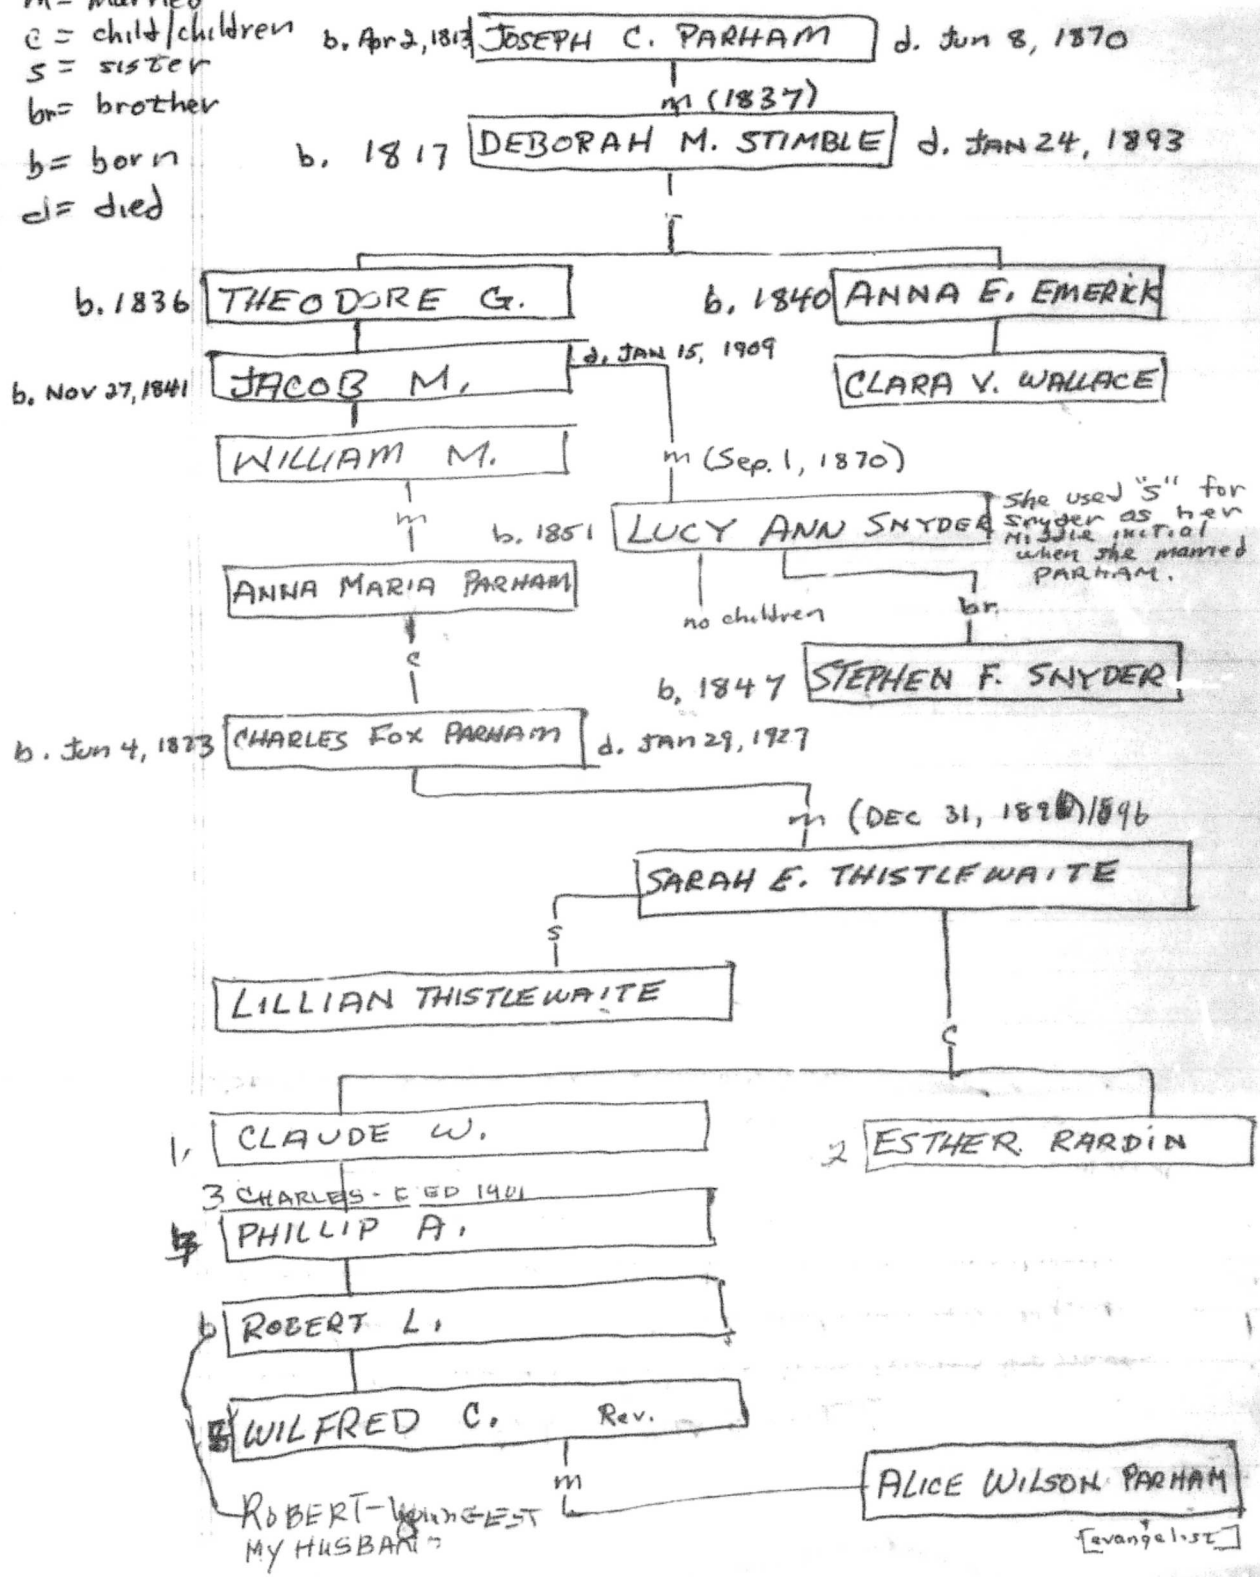 m = married
c = child/children
s = sister
br= brother
b= born
d= died
b. Apr 2, 1813 JOSEPH C. PARHAM d. Jun 8, 1870
m (1837)
b. 1817 DEBORAH M. STIMBLE d. JAN 24, 1893
b. 1836 THEODORE G.
b. 1840 ANNA E. EMERICK
b. Nov 27, 1841 JACOB M. d. JAN 15, 1909
CLARA V. WALLACE
WILLIAM M.
m (Sep. 1, 1870)
m
b. 1851 LUCY ANN SNYDER
She used "S" for
Snyder as her
Middle initial
when she married
PARHAM.
ANNA MARIA PARHAM
no children
br.
c
b. 1847 STEPHEN F. SNYDER
b. Jun 4, 1873 CHARLES FOX PARHAM d. JAN 29, 1927
m (DEC 31, 1896)/1896
SARAH E. THISTLEWAITE
s
LILLIAN THISTLEWAITE
c
1. CLAUDE W.
2 ESTHER RARDIN
3 CHARLES - DIED 1901
PHILLIP A.
6 ROBERT L.
WILFRED C. Rev.
m
ALICE WILSON PARHAM
[evangelist]
ROBERT - YOUNGEST
MY HUSBAND